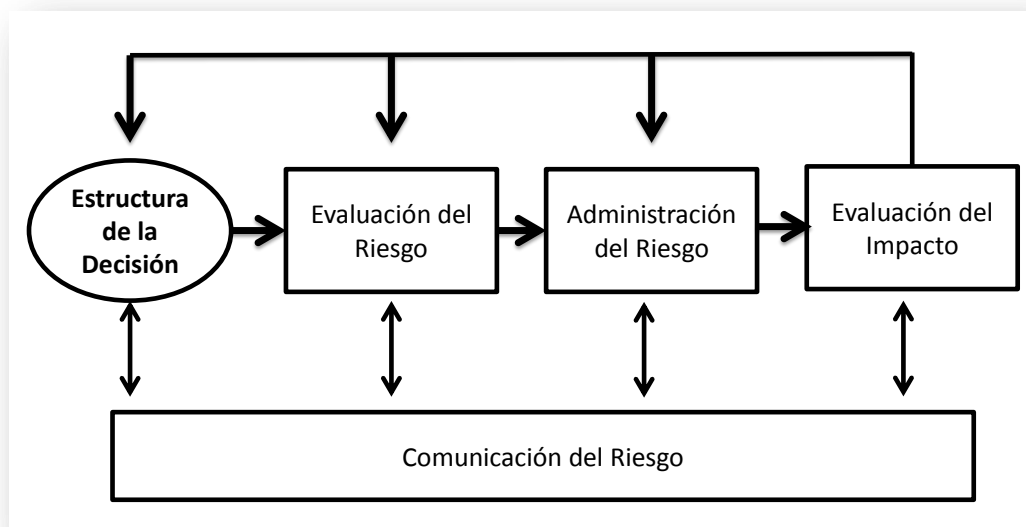 Estructura
de la
Decisión
Evaluación del
Riesgo
Administración
del Riesgo
Evaluación del
Impacto
Comunicación del Riesgo